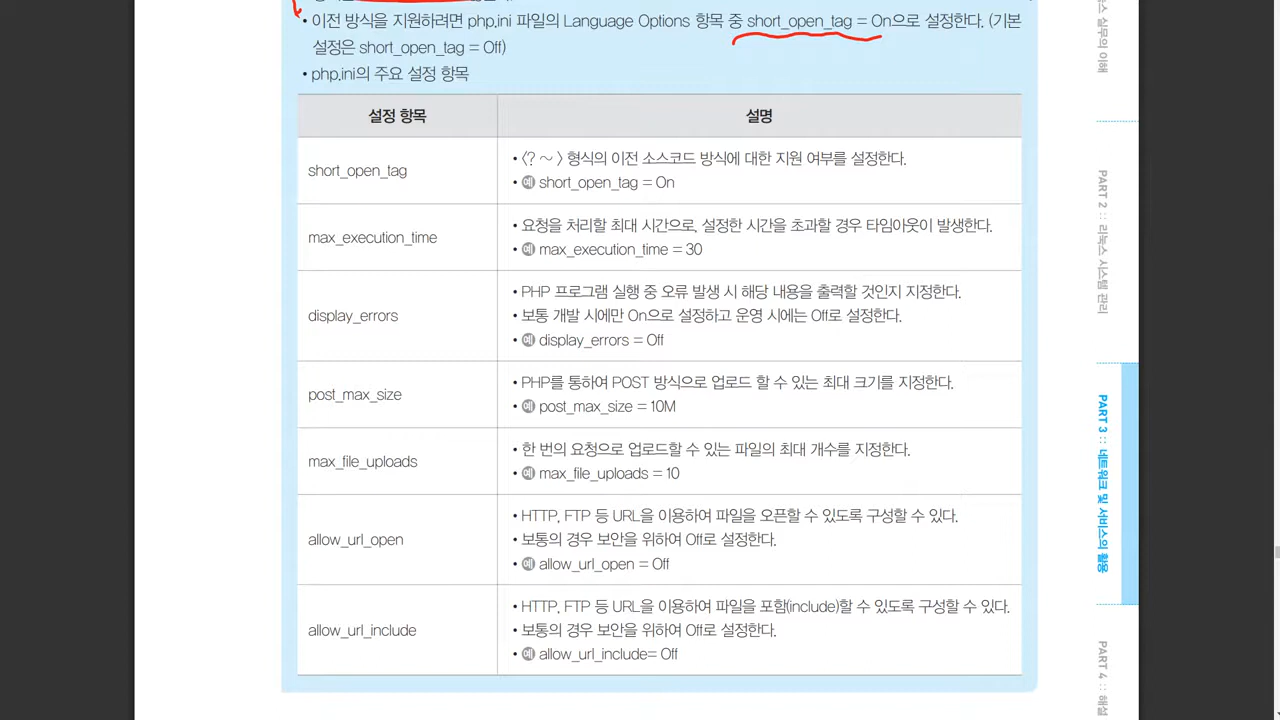 • 이전 방식을 지원하려면 php.ini 파일의 Language Options 항목 중 short_open_tag = On으로 설정한다. (기본
설정은 short_open_tag = Off)
• php.ini의 주요 설정 항목
설정 항목
설명
short_open_tag
• 〈? ~ 〉 형식의 이전 소스코드 방식에 대한 지원 여부를 설정한다.
• 예 short_open_tag = On
max_execution_time
• 요청을 처리할 최대 시간으로, 설정한 시간을 초과할 경우 타임아웃이 발생한다.
• 예 max_execution_time = 30
display_errors
• PHP 프로그램 실행 중 오류 발생 시 해당 내용을 출력할 것인지 지정한다.
• 보통 개발 시에만 On으로 설정하고 운영 시에는 Off로 설정한다.
• 예 display_errors = Off
post_max_size
• PHP를 통하여 POST 방식으로 업로드 할 수 있는 최대 크기를 지정한다.
• 예 post_max_size = 10M
max_file_uploads
• 한 번의 요청으로 업로드할 수 있는 파일의 최대 개수를 지정한다.
• 예 max_file_uploads = 10
allow_url_open
• HTTP, FTP 등 URL을 이용하여 파일을 오픈할 수 있도록 구성할 수 있다.
• 보통의 경우 보안을 위하여 Off로 설정한다.
• 예 allow_url_open = Off
allow_url_include
• HTTP, FTP 등 URL을 이용하여 파일을 포함(include)할 수 있도록 구성할 수 있다.
• 보통의 경우 보안을 위하여 Off로 설정한다.
• 예 allow_url_include= Off
실무의 이해
PART 2 :: 리눅스 시스템 관리
PART 3 :: 네트워크 및 서비스의 활용
PART 4 :: 해설